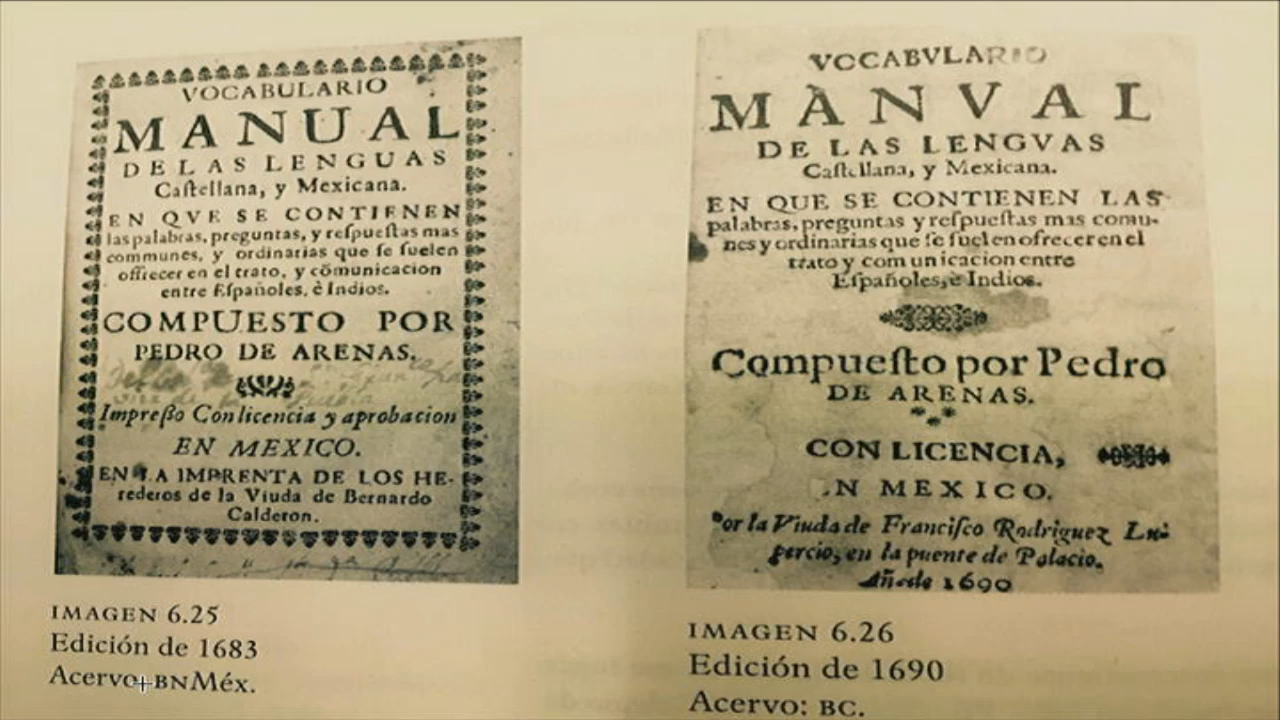 VOCABULARIO
MANUAL
DE LAS LENGUAS
Caſtellana, y Mexicana.
EN QVE SE CONTIENEN
las palabras, preguntas, y reſpueſtas mas
communes, y ordinarias que ſe ſuelen
offrecer en el trato, y cõmunicacion
entre Eſpañoles, è Indios.
COMPUESTO POR
PEDRO DE ARENAS.
Impreßo Con licencia y aprobacion
EN MEXICO.
EN LA IMPRENTA DE LOS HE-
rederos de la Viuda de Bernardo
Calderon.
IMAGEN 6.25
Edición de 1683
Acervo: BNMéx.
VOCABVLARIO
MANVAL
DE LAS LENGVAS
Caſtellana, y Mexicana.
EN QUE SE CONTIENEN LAS
palabras, preguntas y reſpueſtas mas comu-
nes y ordinarias que ſe ſuelen ofrecer en el
trato y comunicacion entre
Eſpañoles, è Indios.
Compueſto por Pedro
DE ARENAS.
CON LICENCIA,
.N MEXICO.
or la Viuda de Franciſco Rodriguez Lu-
percio, en la puente de Palacio.
Año de 1690
IMAGEN 6.26
Edición de 1690
Acervo: BC.